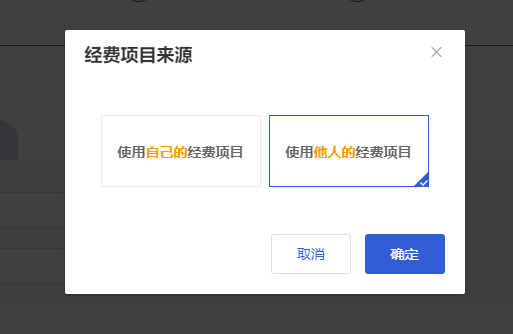 经费项目来源
使用自己的经费项目
使用他人的经费项目
取消
确定